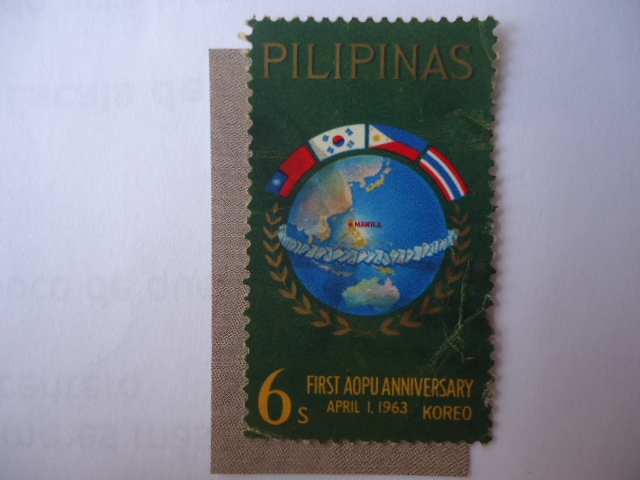 PILIPINAS
MANILA
6s
FIRST AOPU ANNIVERSARY
APRIL 1, 1963 KOREO